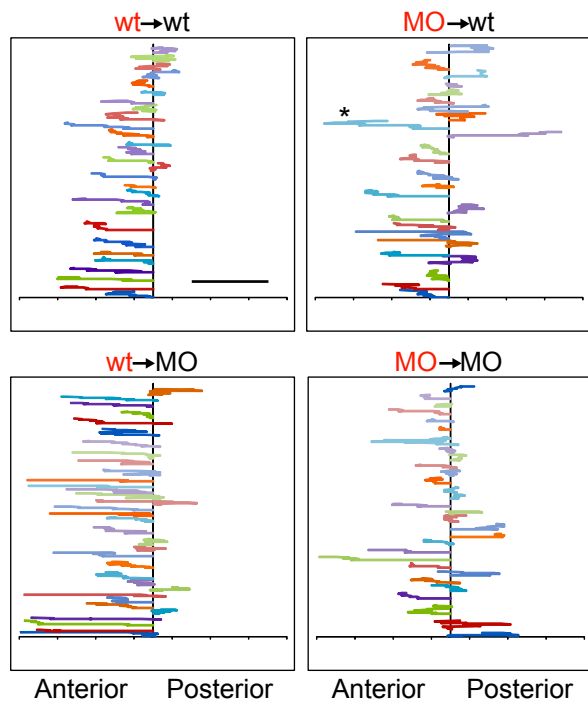 wt→wt
MO→wt
*
wt→MO
MO→MO
Anterior Posterior
Anterior Posterior